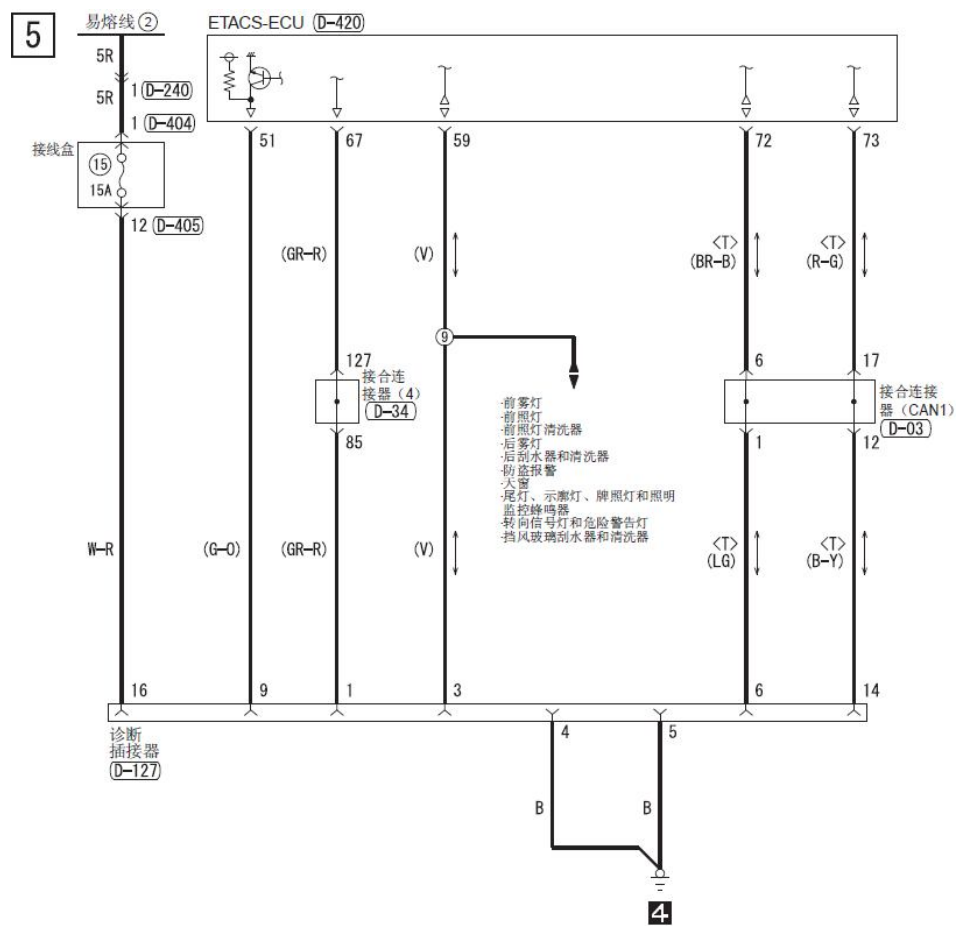 5
易熔线②
ETACS-ECU (D-420)
5R
5R
1 (D-240)
1 (D-404)
接线盒
⑮
15A
12 (D-405)
51
67
59
72
73
(GR-R)
(V)
<T>
(BR-B)
<T>
(R-G)
⑨
127
接合连
接器(4)
(D-34)
85
6
17
接合连接
器(CAN1)
(D-03)
1
12
·前雾灯
·前照灯
·前照灯清洗器
·后雾灯
·后刮水器和清洗器
·防盗报警
·天窗
·尾灯、示廓灯、牌照灯和照明
监控蜂鸣器
·转向信号灯和危险警告灯
·挡风玻璃刮水器和清洗器
W-R
(G-O)
(GR-R)
(V)
<T>
(LG)
<T>
(B-Y)
16
9
1
3
6
14
诊断
插接器
(D-127)
4
5
B
B
4